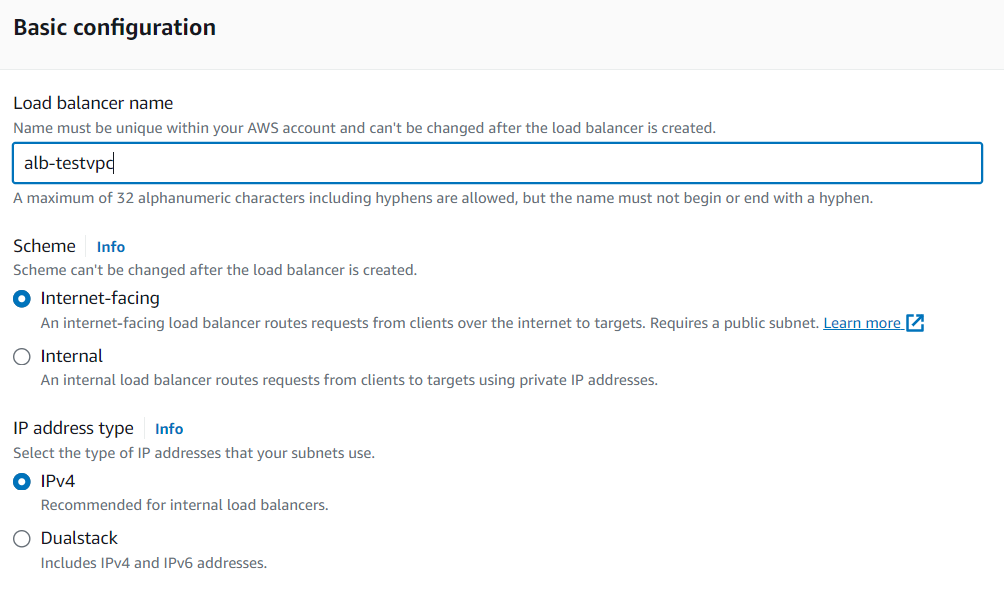 Basic configuration
Load balancer name
Name must be unique within your AWS account and can't be changed after the load balancer is created.
alb-testvpc
A maximum of 32 alphanumeric characters including hyphens are allowed, but the name must not begin or end with a hyphen.
Scheme Info
Scheme can't be changed after the load balancer is created.
Internet-facing
An internet-facing load balancer routes requests from clients over the internet to targets. Requires a public subnet. Learn more
Internal
An internal load balancer routes requests from clients to targets using private IP addresses.
IP address type Info
Select the type of IP addresses that your subnets use.
IPv4
Recommended for internal load balancers.
Dualstack
Includes IPv4 and IPv6 addresses.